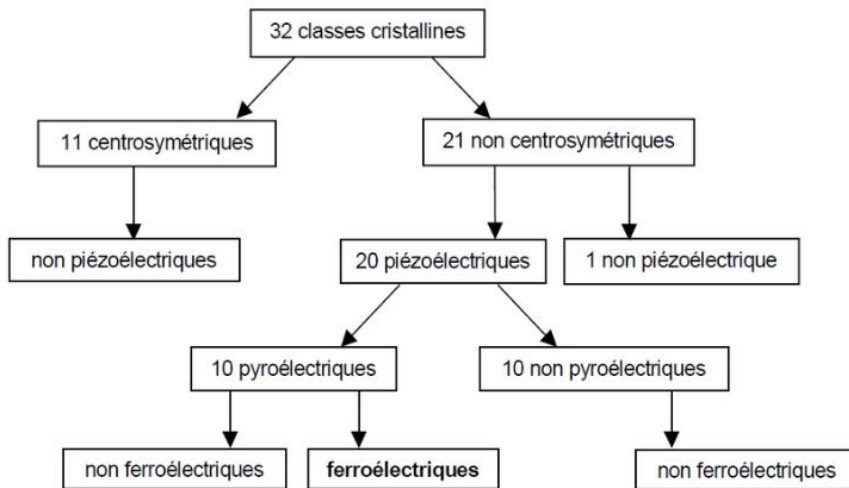 32 classes cristallines
11 centrosymétriques
21 non centrosymétriques
non piézoélectriques
20 piézoélectriques
1 non piézoélectrique
10 pyroélectriques
10 non pyroélectriques
non ferroélectriques
ferroélectriques
non ferroélectriques